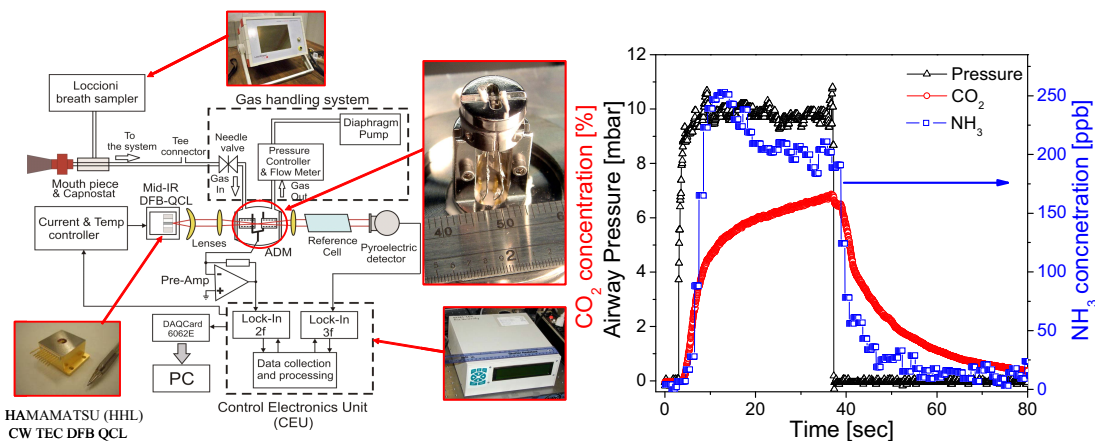 Loccioni
breath sampler
Gas handling system
Needle
valve
Diaphragm
Pump
To
the system
Tee
connector
Pressure
Controller
& Flow Meter
Gas
In
Gas
Out
Mouth piece
& Capnostat
Mid-IR
DFB-QCL
Current & Temp
controller
Lenses
ADM
Reference
Cell
Pyroelectric
detector
Pre-Amp
DAQCard
6062E
PC
Lock-In
2f
Lock-In
3f
Data collection
and processing
Control Electronics Unit
(CEU)
HAMAMATSU (HHL)
CW TEC DFB QCL
40
50
60
2
CO2 concentration [%]
Airway Pressure [mbar]
12
10
8
6
4
2
0
Pressure
CO2
NH3
250
200
150
100
50
0
NH3 concnetration [ppb]
0
20
40
60
80
Time [sec]